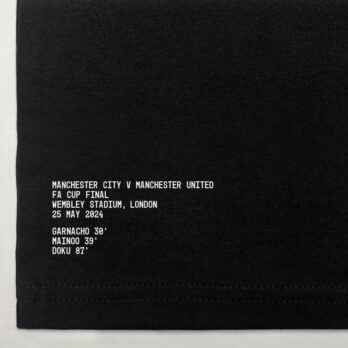 MANCHESTER CITY V MANCHESTER UNITED
FA CUP FINAL
WEMBLEY STADIUM, LONDON
25 MAY 2024
GARNACHO 30'
MAINOO 39'
DOKU 87'